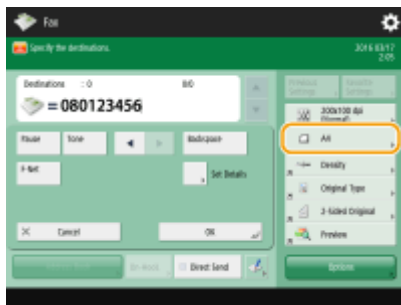 Fax
Specify the destinations.
2016 03/17
2:05
Destinations : 0
0/0
=080123456
Previous Settings
Favorite Settings
200x100 dpi
(Normal)
A4
Pause
Tone
Backspace
Density
Set Details
Original Type
2-Sided Original
Cancel
OK
Preview
On-Hook
Direct Send
Options